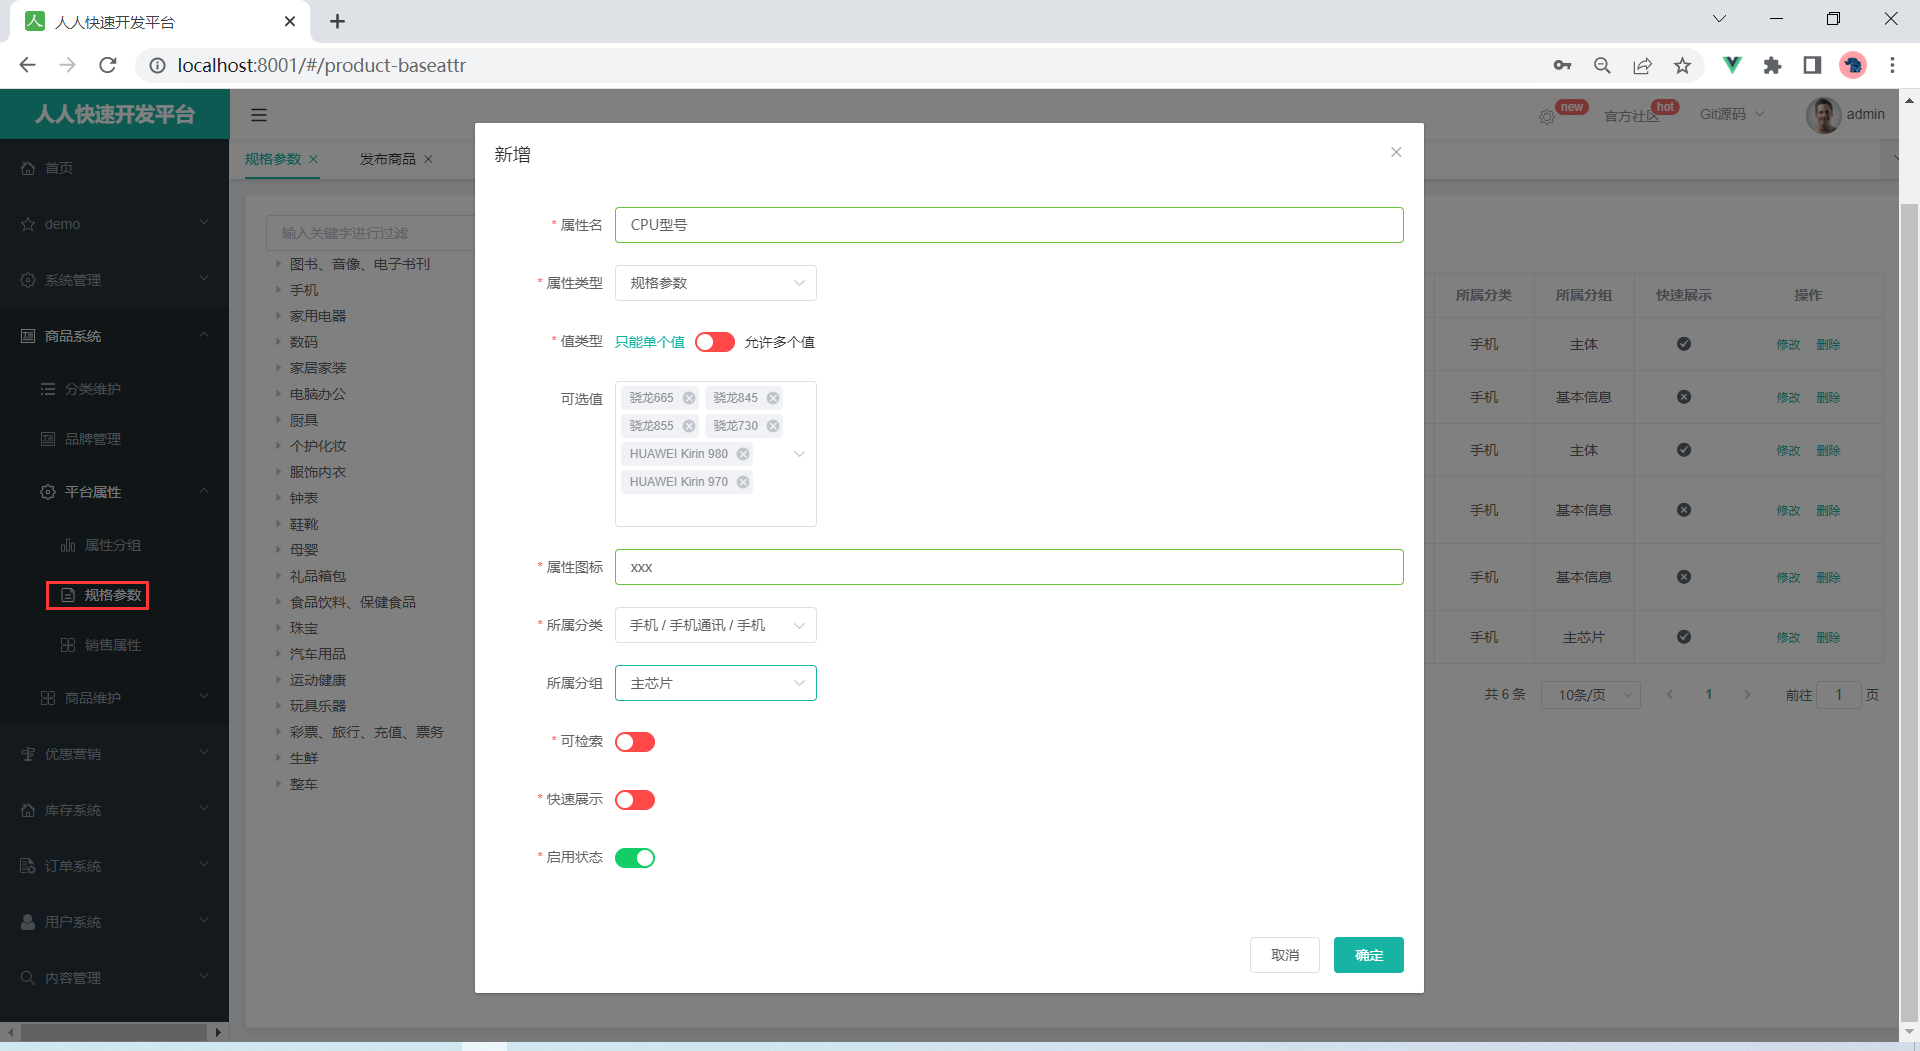 人人快速开发平台
localhost:8001/#/product-baseattr
人人快速开发平台
new
官方社区
hot
Git源码
admin
规格参数
发布商品
首页
demo
系统管理
商品系统
分类维护
品牌管理
平台属性
属性分组
规格参数
销售属性
商品维护
优惠营销
库存系统
订单系统
用户系统
内容管理
输入关键字进行过滤
图书、音像、电子书刊
手机
家用电器
数码
家居家装
电脑办公
厨具
个护化妆
服饰内衣
钟表
鞋靴
母婴
礼品箱包
食品饮料、保健食品
珠宝
汽车用品
运动健康
玩具乐器
彩票、旅行、充值、票务
生鲜
整车
新增
* 属性名 CPU型号
* 属性类型 规格参数
* 值类型 只能单个值 允许多个值
可选值 骁龙665 骁龙845
骁龙855 骁龙730
HUAWEI Kirin 980
HUAWEI Kirin 970
* 属性图标 xxx
* 所属分类 手机 / 手机通讯 / 手机
所属分组 主芯片
* 可检索
* 快速展示
* 启用状态
取消 确定
所属分类 所属分组 快速展示 操作
手机 主体 修改 删除
手机 基本信息 修改 删除
手机 主体 修改 删除
手机 基本信息 修改 删除
手机 基本信息 修改 删除
手机 主芯片 修改 删除
共 6 条 10条/页 1 前往 1 页